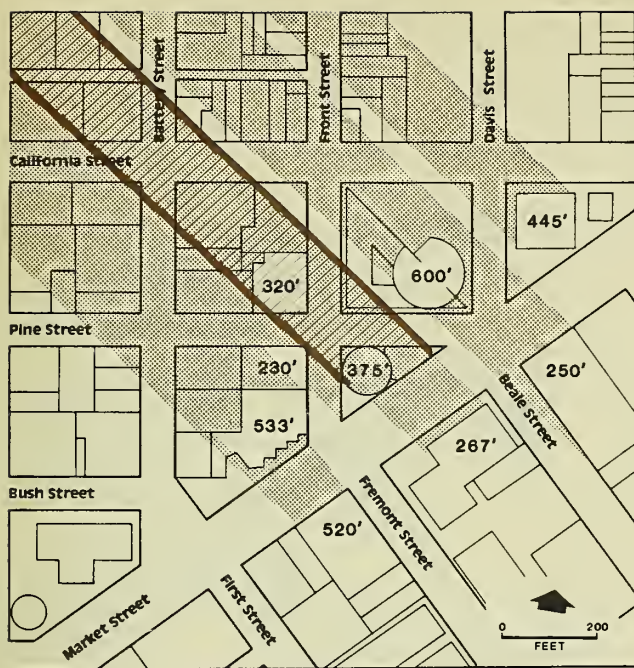 Battery Street
Front Street
Davis Street
California Street
445'
600'
320'
Pine Street
230'
375'
250'
Beale Street
533'
267'
Bush Street
520'
Fremont Street
First Street
Market Street
0 200
FEET